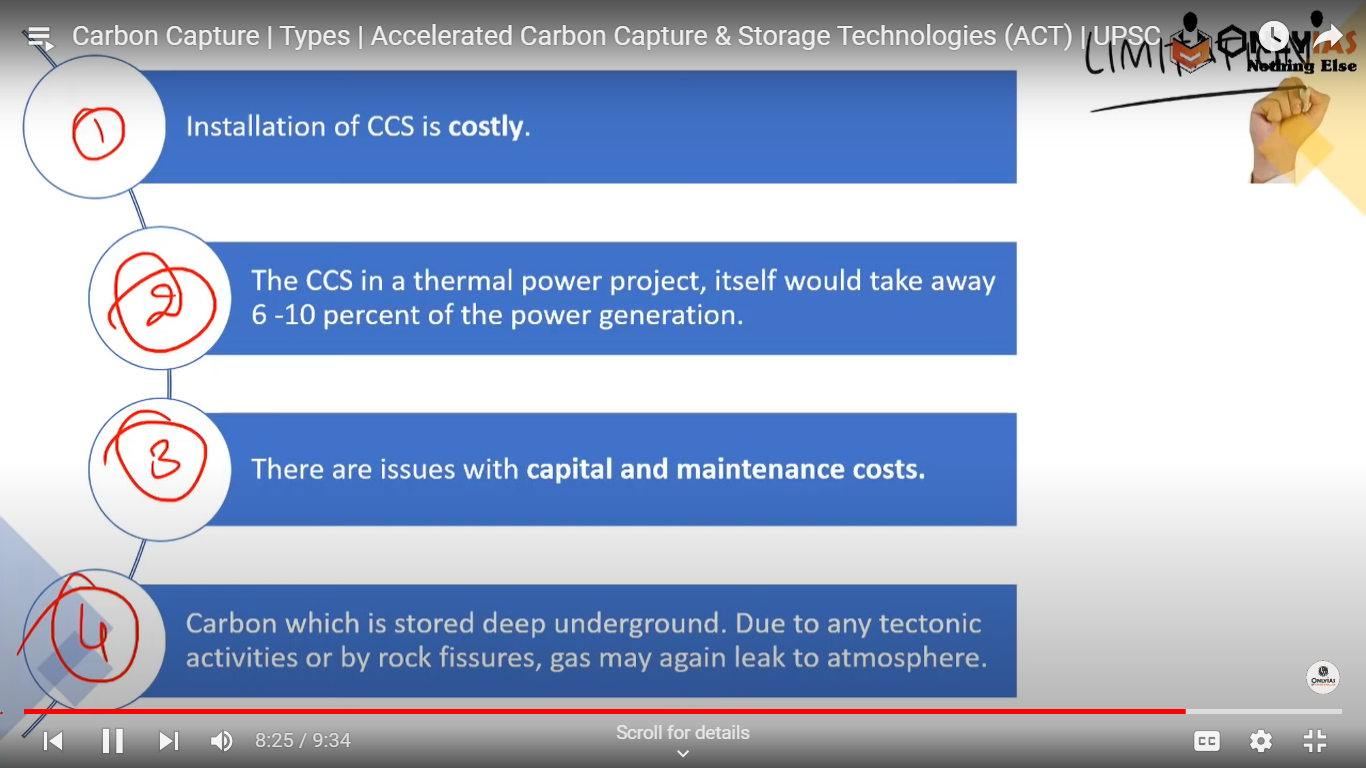 Carbon Capture | Types | Accelerated Carbon Capture & Storage Technologies (ACT) | UPSC
ONLYIAS
Nothing Else
1
Installation of CCS is costly.
2
The CCS in a thermal power project, itself would take away
6 -10 percent of the power generation.
3
There are issues with capital and maintenance costs.
4
Carbon which is stored deep underground. Due to any tectonic
activities or by rock fissures, gas may again leak to atmosphere.
ONLYIAS
8:25 / 9:34
Scroll for details
CC